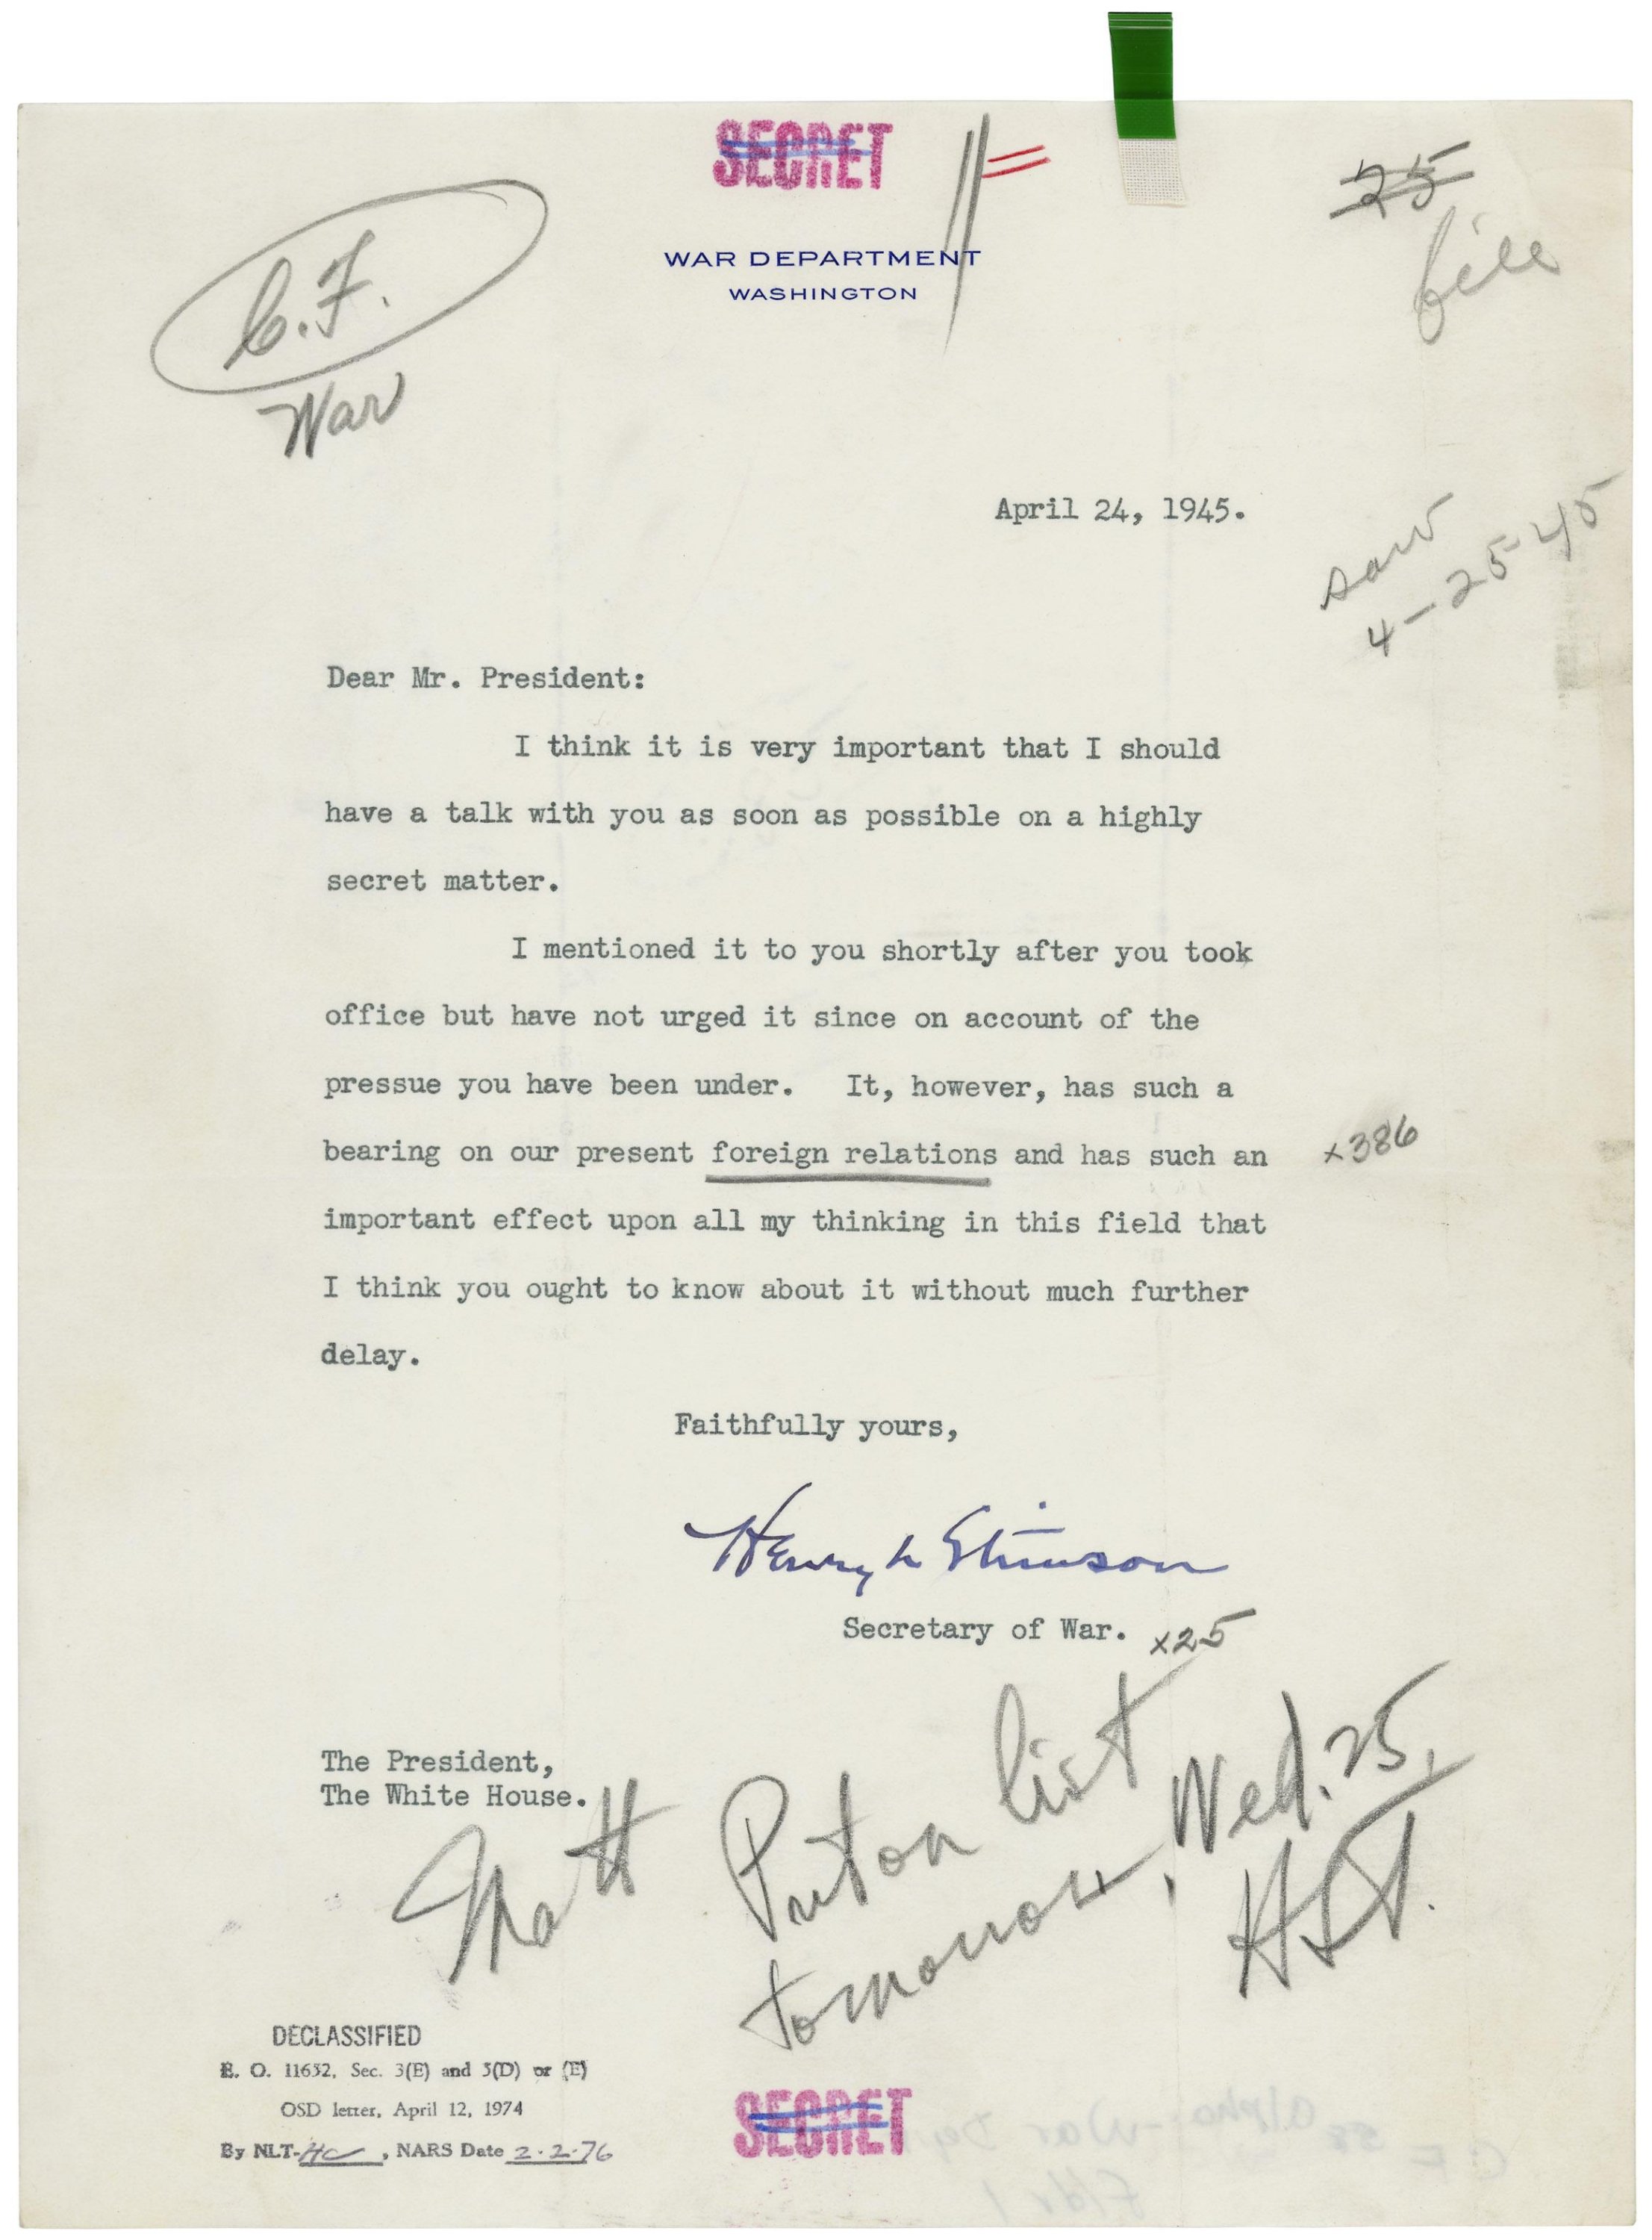 SECRET
25
file
WAR DEPARTMENT
WASHINGTON
C.F.
War
April 24, 1945.
saw
4-25-45
Dear Mr. President:
I think it is very important that I should
have a talk with you as soon as possible on a highly
secret matter.
I mentioned it to you shortly after you took
office but have not urged it since on account of the
pressue you have been under. It, however, has such a
bearing on our present foreign relations and has such an
x386
important effect upon all my thinking in this field that
I think you ought to know about it without much further
delay.
Faithfully yours,
Henry L Stimson
Secretary of War.
x25
The President,
The White House.
Matt Put on list
tomorrow, Wed. 25,
HST.
DECLASSIFIED
E. O. 11652, Sec. 3(E) and 5(D) or (E)
OSD letter, April 12, 1974
By NLT-HC, NARS Date 2-2-76
SECRET